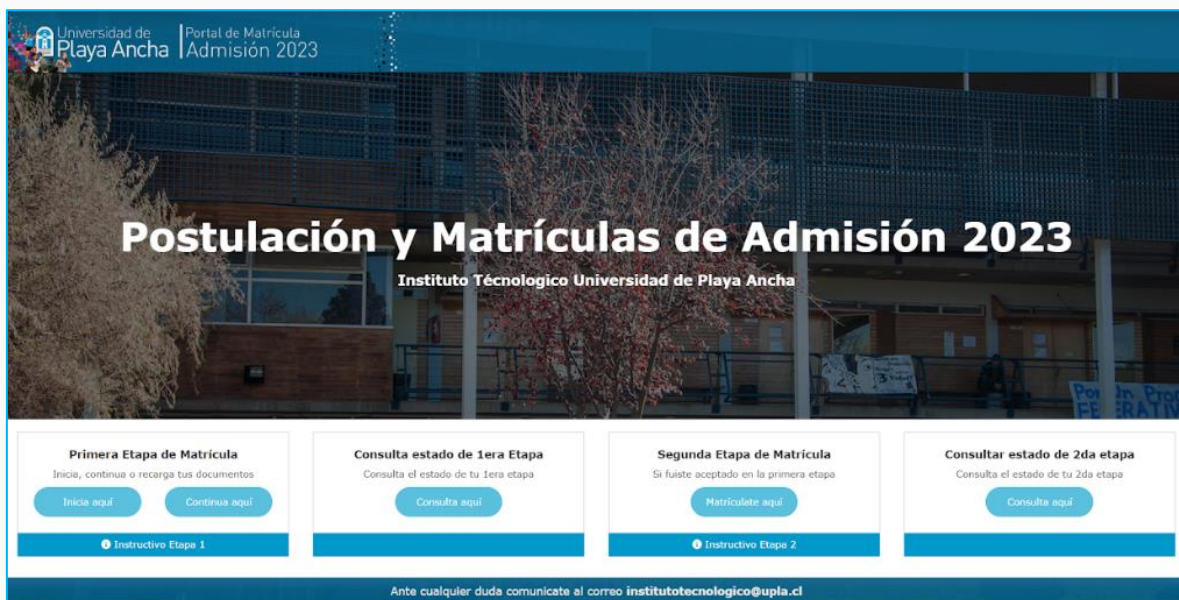 Universidad de
Playa Ancha
Portal de Matrícula
Admisión 2023
Postulación y Matrículas de Admisión 2023
Instituto Técnologico Universidad de Playa Ancha
Primera Etapa de Matrícula
Inicia, continua o recarga tus documentos
Inicia aquí
Continua aquí
Instructivo Etapa 1
Consulta estado de 1era Etapa
Consulta el estado de tu 1era etapa
Consulta aquí
Segunda Etapa de Matrícula
Si fuiste aceptado en la primera etapa
Matrículate aquí
Instructivo Etapa 2
Consultar estado de 2da etapa
Consulta el estado de tu 2da etapa
Consulta aquí
Ante cualquier duda comunicate al correo institutotecnologico@upla.cl